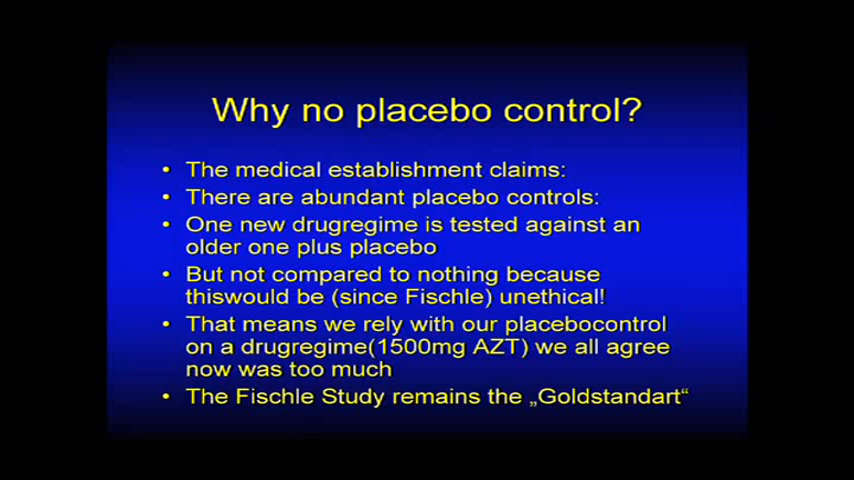 Why no placebo control?
• The medical establishment claims:
• There are abundant placebo controls:
• One new drugregime is tested against an
older one plus placebo
• But not compared to nothing because
thiswould be (since Fischle) unethical!
• That means we rely with our placebocontrol
on a drugregime(1500mg AZT) we all agree
now was too much
• The Fischle Study remains the „Goldstandart“